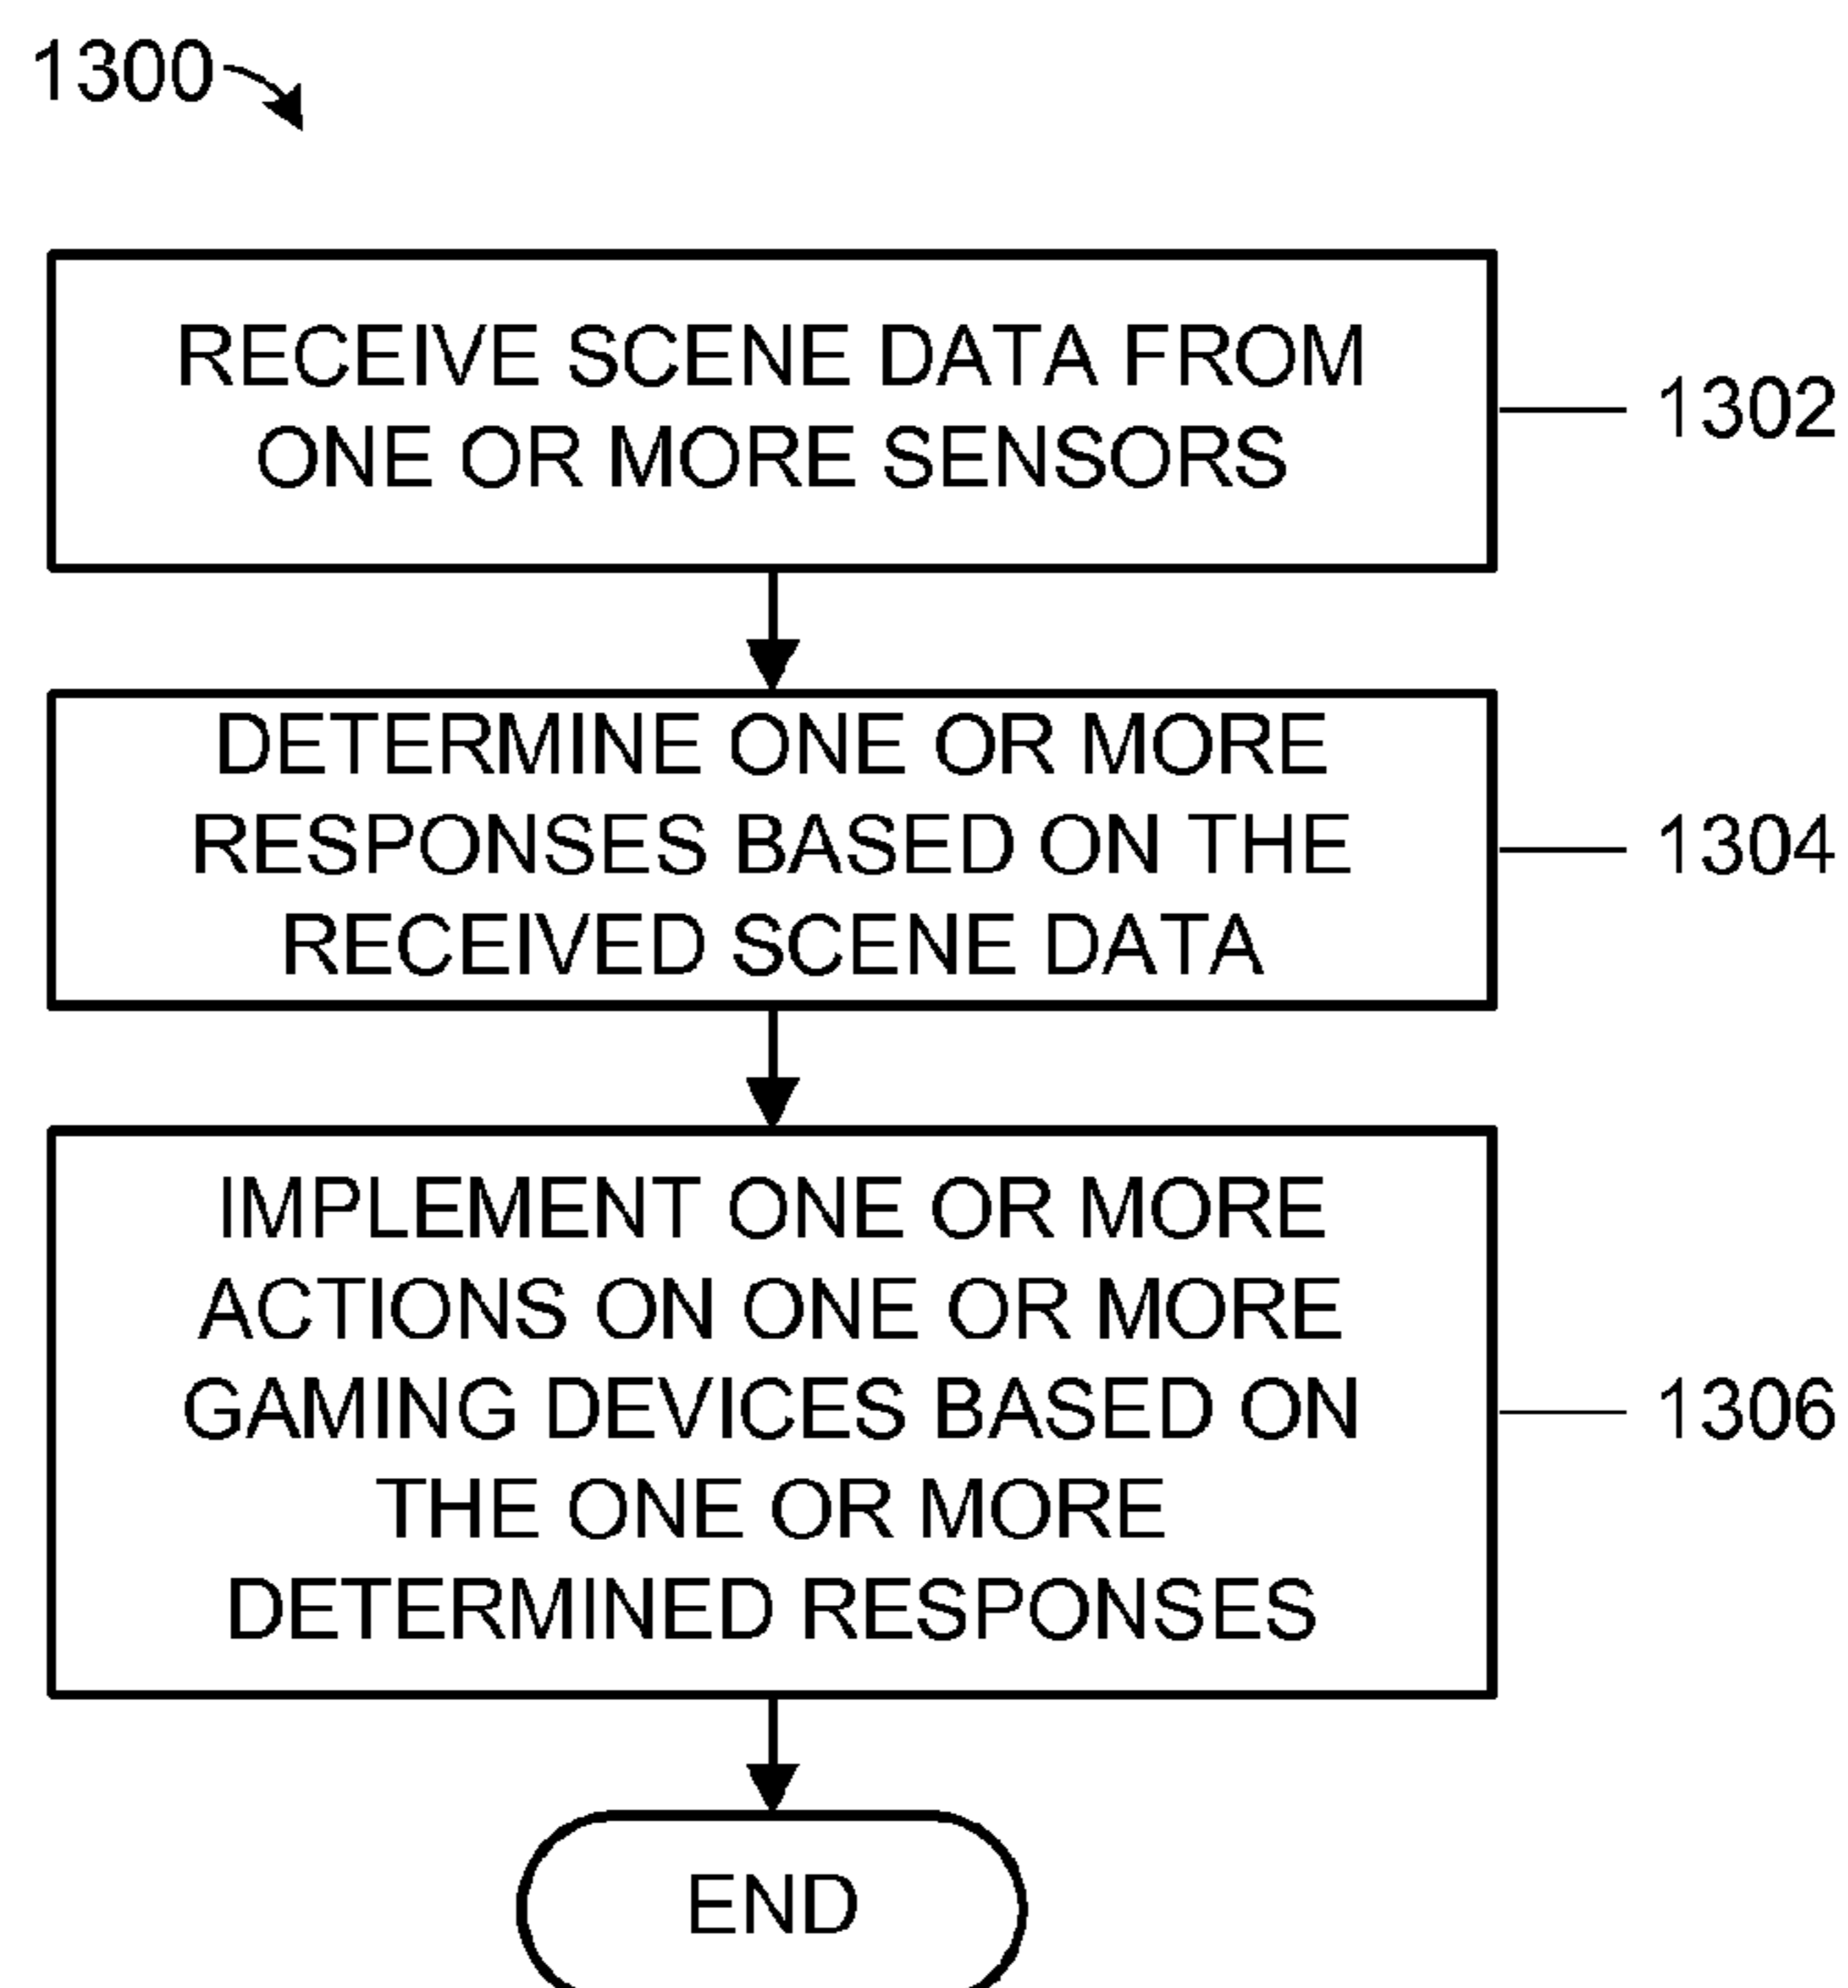 1300
RECEIVE SCENE DATA FROM
ONE OR MORE SENSORS
1302
DETERMINE ONE OR MORE
RESPONSES BASED ON THE
RECEIVED SCENE DATA
1304
IMPLEMENT ONE OR MORE
ACTIONS ON ONE OR MORE
GAMING DEVICES BASED ON
THE ONE OR MORE
DETERMINED RESPONSES
1306
END